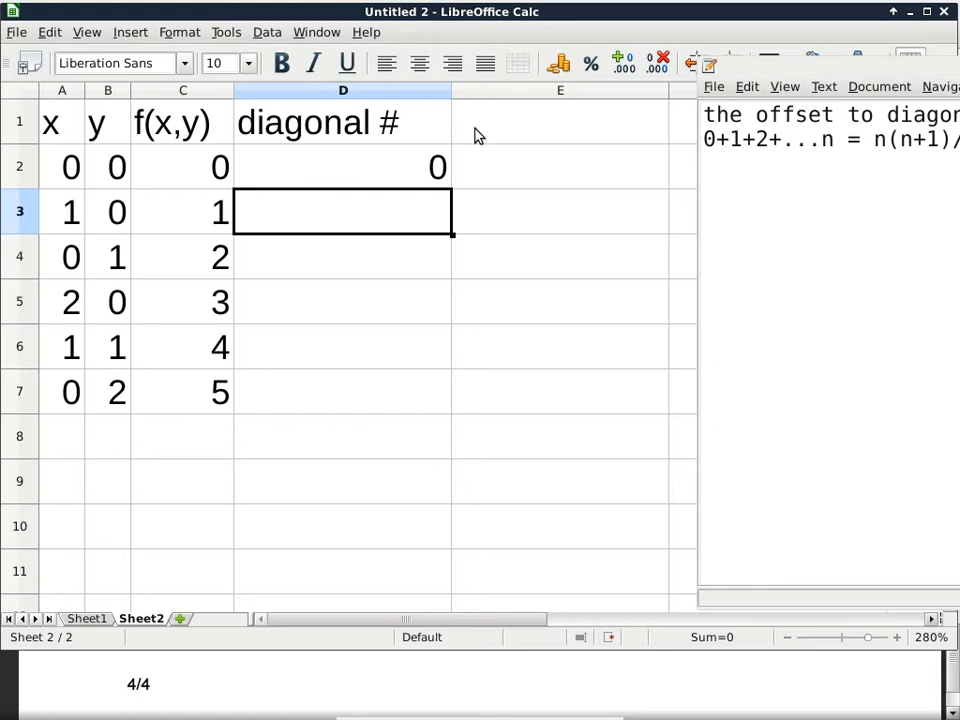 Untitled 2 - LibreOffice Calc
File Edit View Insert Format Tools Data Window Help
Liberation Sans 10 B I U % +0 .000 0 .000
File Edit View Text Document Naviga
A B C D E
1 x y f(x,y) diagonal #
2 0 0 0 0
3 1 0 1
4 0 1 2
5 2 0 3
6 1 1 4
7 0 2 5
8
9
10
11
the offset to diagon
0+1+2+...n = n(n+1)/
Sheet1 Sheet2
Sheet 2 / 2 Default Sum=0 280%
4/4